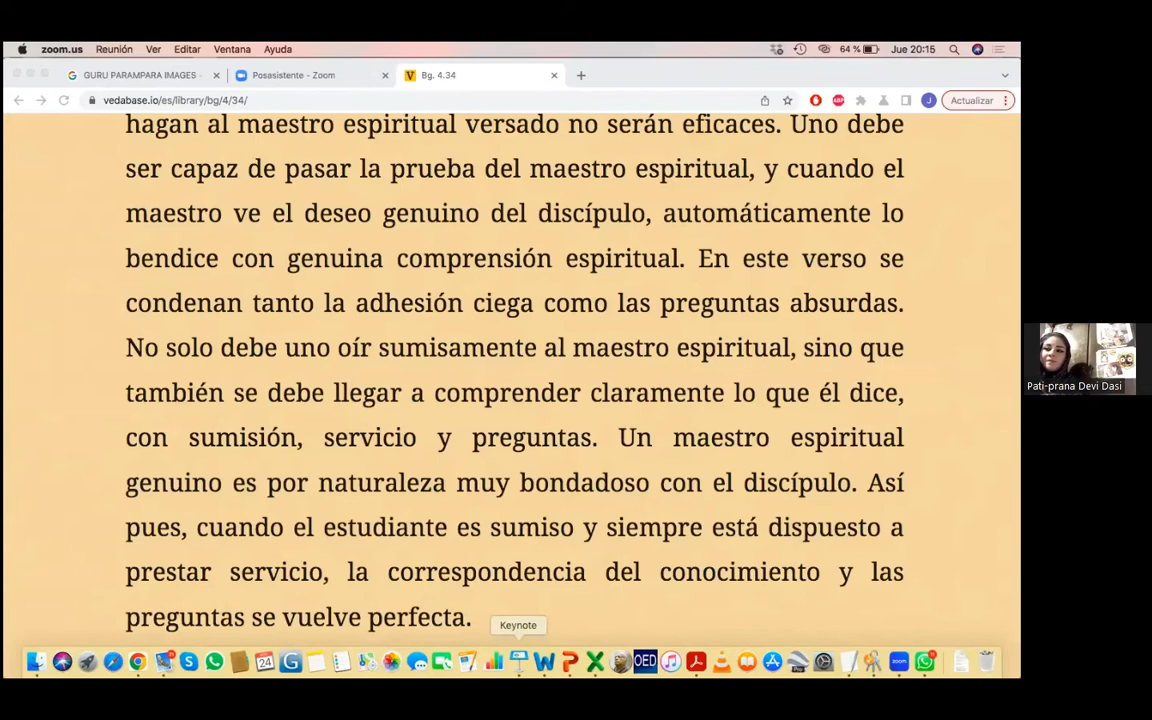 zoom.us Reunión Ver Editar Ventana Ayuda 64 % Jue 20:15
GURU PARAMPARA IMAGES - Posasistente - Zoom Bg. 4.34
vedabase.io/es/library/bg/4/34/ ABP J Actualizar
hagan al maestro espiritual versado no serán eficaces. Uno debe
ser capaz de pasar la prueba del maestro espiritual, y cuando el
maestro ve el deseo genuino del discípulo, automáticamente lo
bendice con genuina comprensión espiritual. En este verso se
condenan tanto la adhesión ciega como las preguntas absurdas.
No solo debe uno oír sumisamente al maestro espiritual, sino que
también se debe llegar a comprender claramente lo que él dice,
con sumisión, servicio y preguntas. Un maestro espiritual
genuino es por naturaleza muy bondadoso con el discípulo. Así
pues, cuando el estudiante es sumiso y siempre está dispuesto a
prestar servicio, la correspondencia del conocimiento y las
preguntas se vuelve perfecta.
Pati-prana Devi Dasi
Keynote
24 OED zoom